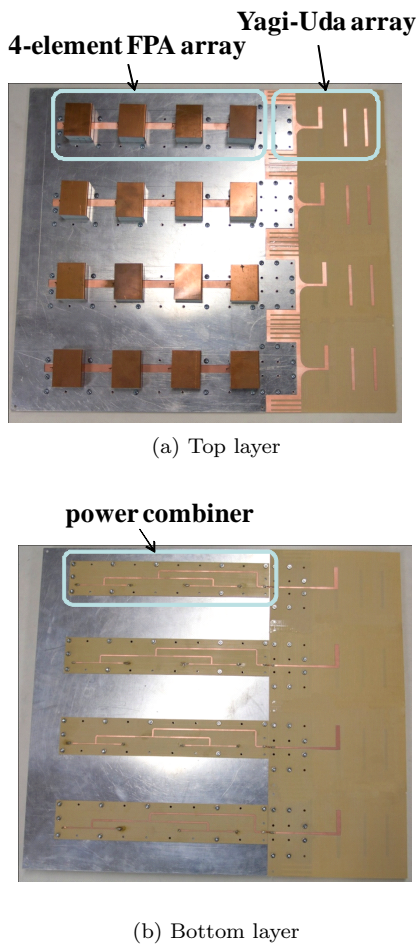 Yagi-Uda array
4-element FPA array
(a) Top layer
power combiner
(b) Bottom layer